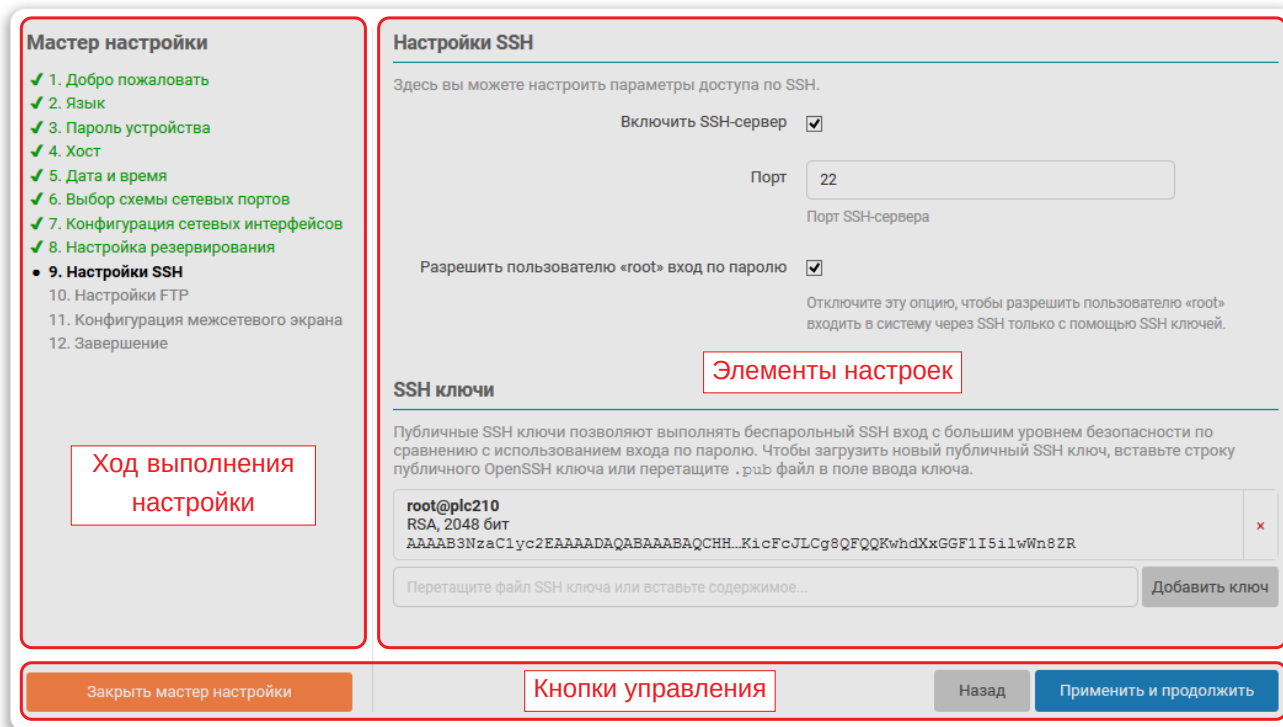 Мастер настройки
✔ 1. Добро пожаловать
✔ 2. Язык
✔ 3. Пароль устройства
✔ 4. Хост
✔ 5. Дата и время
✔ 6. Выбор схемы сетевых портов
✔ 7. Конфигурация сетевых интерфейсов
✔ 8. Настройка резервирования
● 9. Настройки SSH
10. Настройки FTP
11. Конфигурация межсетевого экрана
12. Завершение
Ход выполнения
настройки
Настройки SSH
Здесь вы можете настроить параметры доступа по SSH.
Включить SSH-сервер
Порт 22
Порт SSH-сервера
Разрешить пользователю «root» вход по паролю
Отключите эту опцию, чтобы разрешить пользователю «root»
входить в систему через SSH только с помощью SSH ключей.
Элементы настроек
SSH ключи
Публичные SSH ключи позволяют выполнять беспарольный SSH вход с большим уровнем безопасности по
сравнению с использованием входа по паролю. Чтобы загрузить новый публичный SSH ключ, вставьте строку
публичного OpenSSH ключа или перетащите .pub файл в поле ввода ключа.
root@plc210
RSA, 2048 бит
AAAAB3NzaC1yc2EAAAADAQABAAABAQCHH…KicFcJLCg8QFQQKwhdXxGGF1I5ilwWn8ZR
×
Перетащите файл SSH ключа или вставьте содержимое...
Добавить ключ
Закрыть мастер настройки
Кнопки управления
Назад
Применить и продолжить